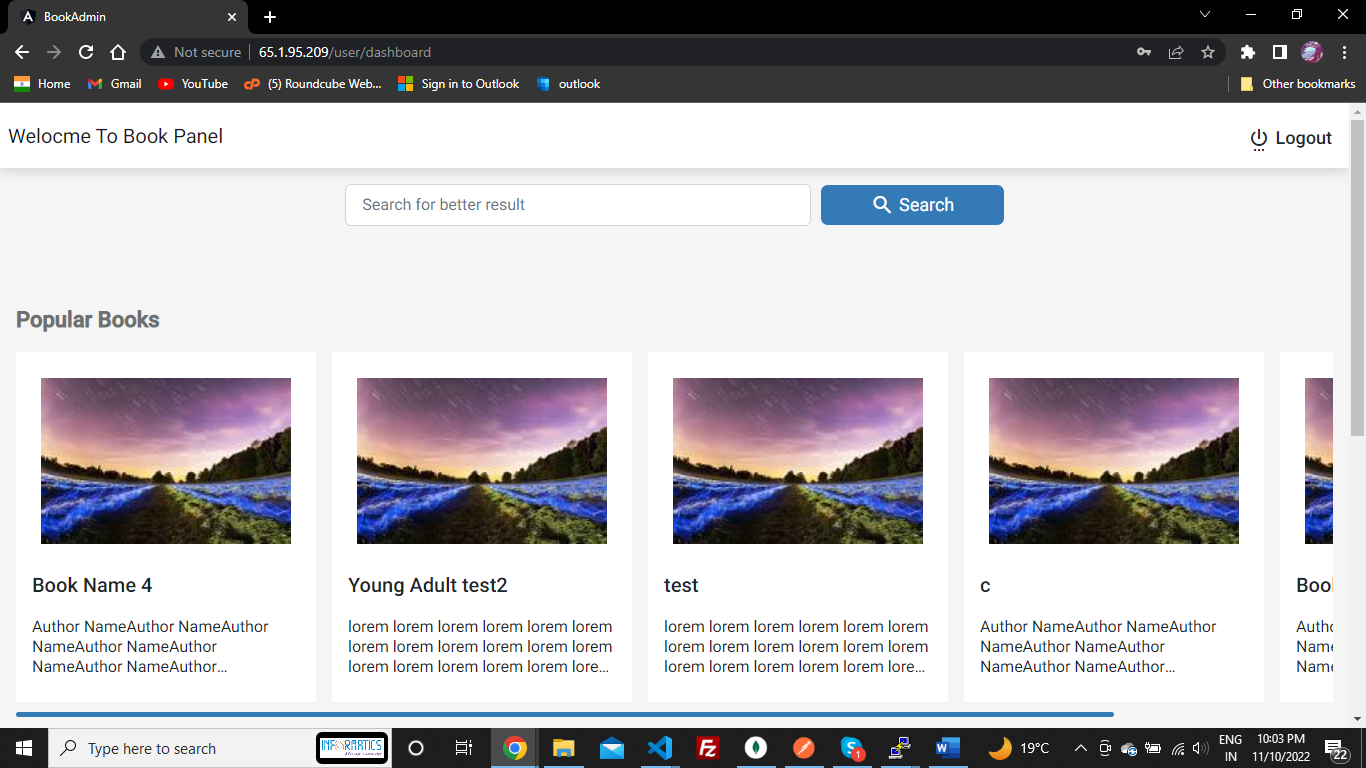 BookAdmin
Not secure
65.1.95.209/user/dashboard
Home
Gmail
YouTube
(5) Roundcube Web...
Sign in to Outlook
outlook
Other bookmarks
Welocme To Book Panel
Logout
Search for better result
Search
Popular Books
Book Name 4
Author NameAuthor NameAuthor
NameAuthor NameAuthor
NameAuthor NameAuthor...
Young Adult test2
lorem lorem lorem lorem lorem lorem
lorem lorem lorem lorem lorem lorem
lorem lorem lorem lorem lorem lore...
test
lorem lorem lorem lorem lorem lorem
lorem lorem lorem lorem lorem lorem
lorem lorem lorem lorem lorem lore...
c
Author NameAuthor NameAuthor
NameAuthor NameAuthor
NameAuthor NameAuthor...
Type here to search
INFORMATICS
1
19°C
ENG
IN
10:03 PM
11/10/2022
22